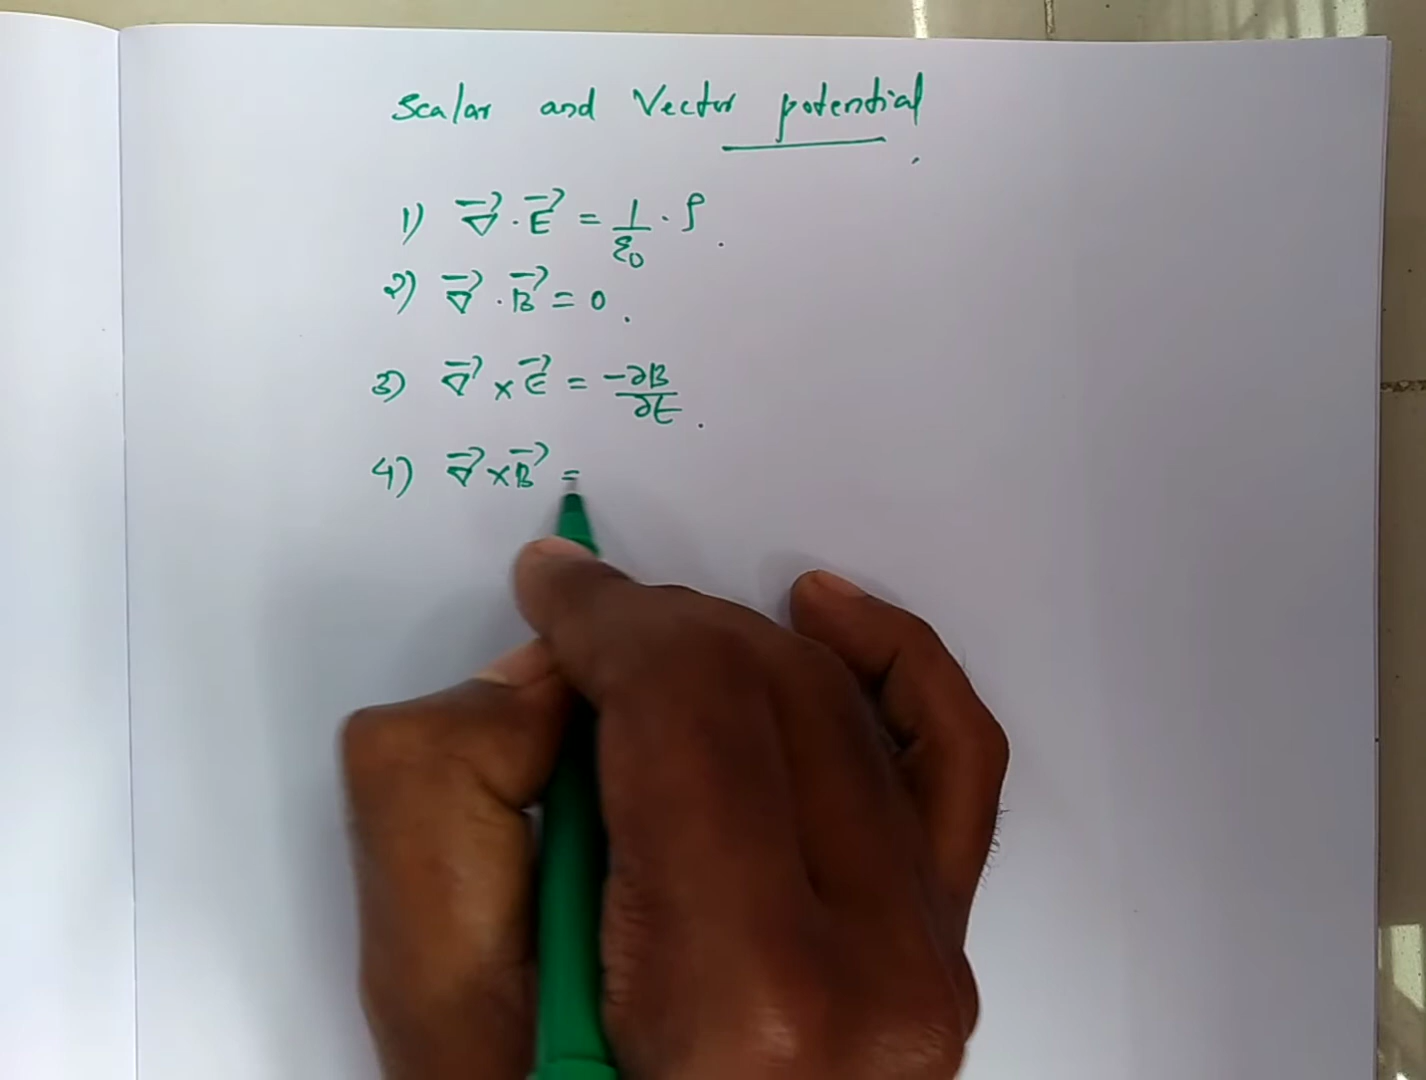 Scalar and Vector potential.
1) ∇⃗ . E⃗ = 1/ε₀ . ρ .
2) ∇⃗ . B⃗ = 0 .
3) ∇⃗ × E⃗ = -∂B/∂t .
4) ∇⃗ × B⃗ =